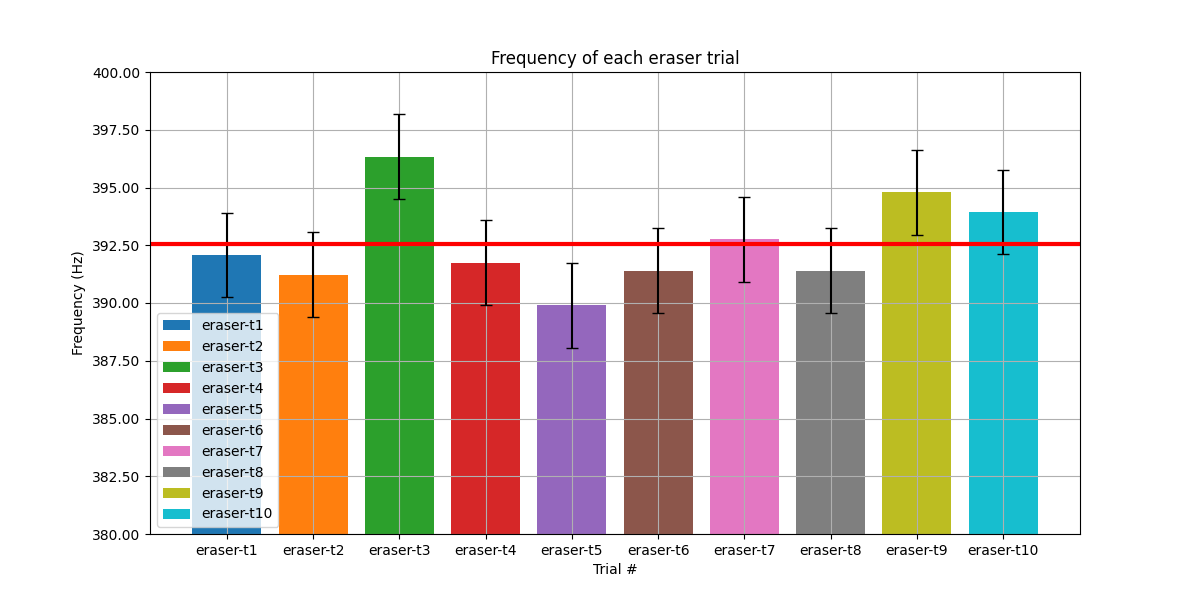 Frequency of each eraser trial
400.00
397.50
395.00
392.50
390.00
387.50
385.00
382.50
380.00
Frequency (Hz)
eraser-t1
eraser-t2
eraser-t3
eraser-t4
eraser-t5
eraser-t6
eraser-t7
eraser-t8
eraser-t9
eraser-t10
eraser-t1 eraser-t2 eraser-t3 eraser-t4 eraser-t5 eraser-t6 eraser-t7 eraser-t8 eraser-t9 eraser-t10
Trial #